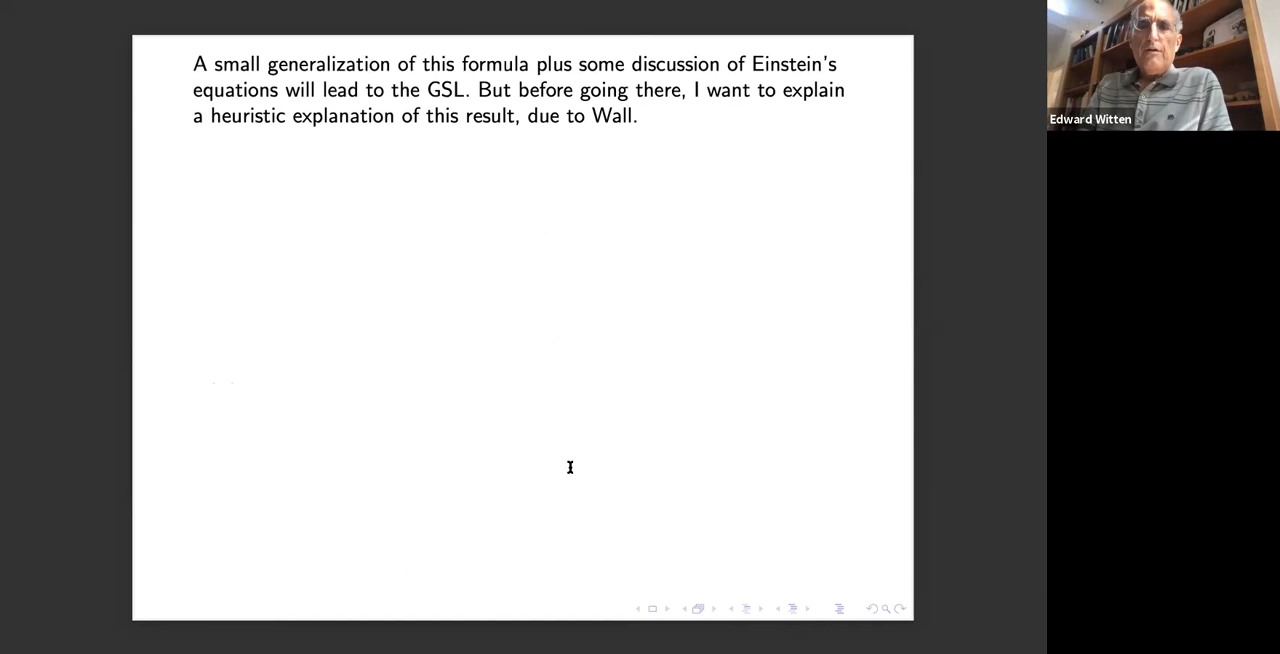 A small generalization of this formula plus some discussion of Einstein's
equations will lead to the GSL. But before going there, I want to explain
a heuristic explanation of this result, due to Wall.
Edward Witten